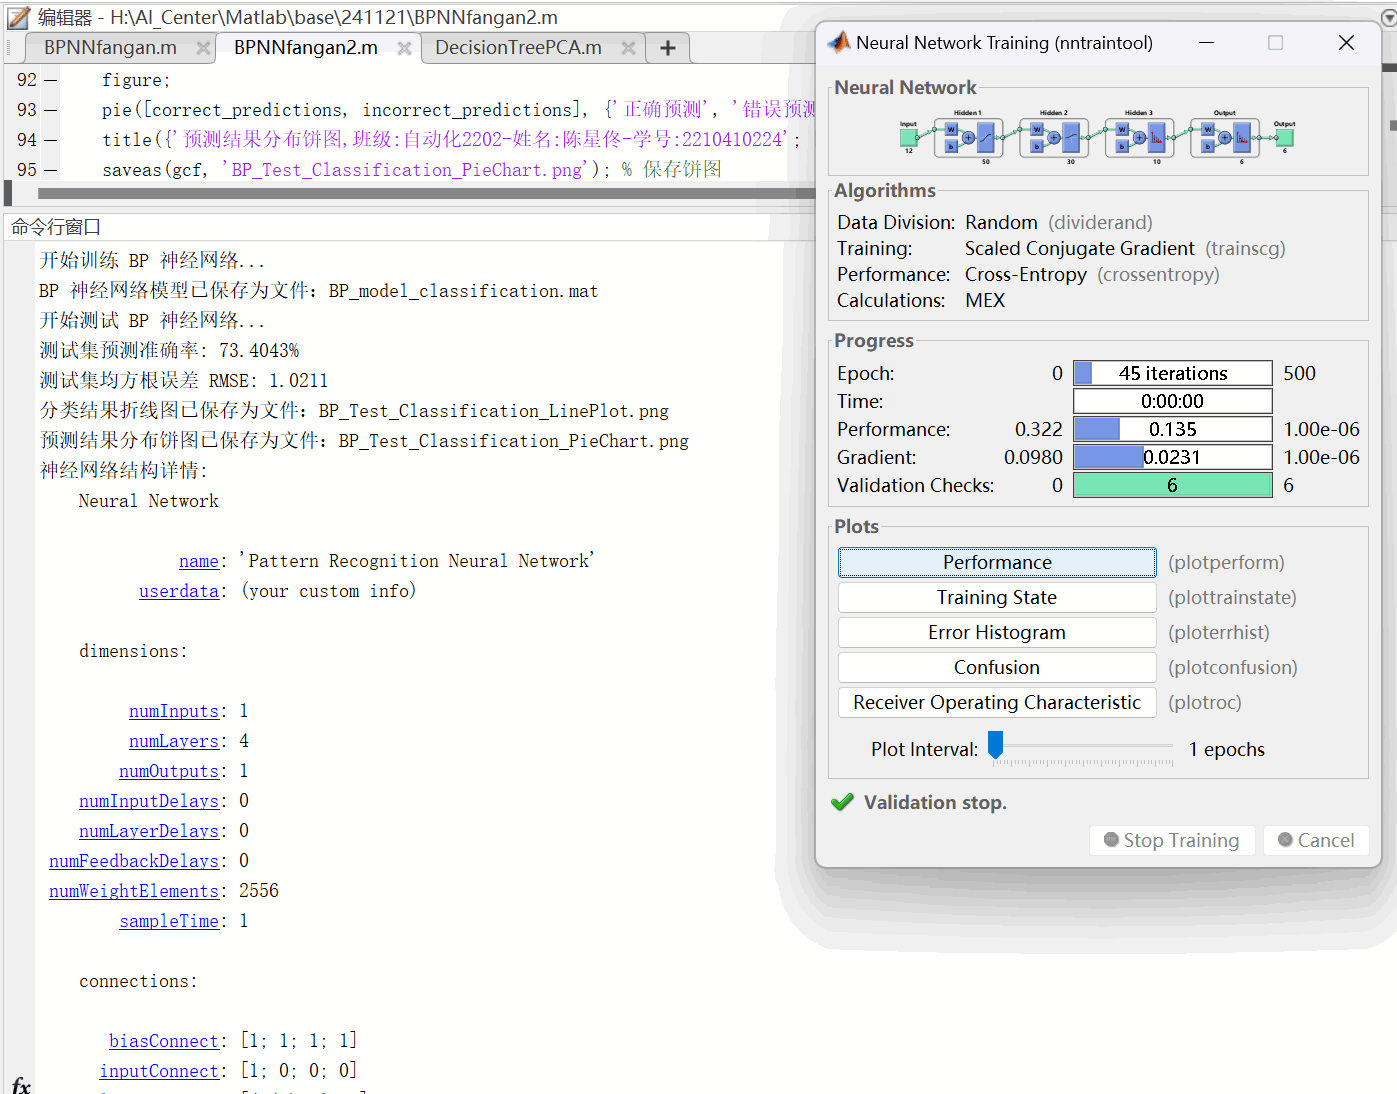 编辑器 - H:\AI_Center\Matlab\base\241121\BPNNfangan2.m
BPNNfangan.m
BPNNfangan2.m
DecisionTreePCA.m
92 — figure;
93 — pie([correct_predictions, incorrect_predictions], {'正确预测', '错误预测
94 — title({'预测结果分布饼图,班级:自动化2202-姓名:陈星佟-学号:2210410224';
95 — saveas(gcf, 'BP_Test_Classification_PieChart.png'); % 保存饼图
命令行窗口
开始训练 BP 神经网络...
BP 神经网络模型已保存为文件: BP_model_classification.mat
开始测试 BP 神经网络...
测试集预测准确率: 73.4043%
测试集均方根误差 RMSE: 1.0211
分类结果折线图已保存为文件: BP_Test_Classification_LinePlot.png
预测结果分布饼图已保存为文件: BP_Test_Classification_PieChart.png
神经网络结构详情:
Neural Network
name: 'Pattern Recognition Neural Network'
userdata: (your custom info)
dimensions:
numInputs: 1
numLayers: 4
numOutputs: 1
numInputDelays: 0
numLayerDelays: 0
numFeedbackDelays: 0
numWeightElements: 2556
sampleTime: 1
connections:
biasConnect: [1; 1; 1; 1]
inputConnect: [1; 0; 0; 0]
fx
Neural Network Training (nntraintool)
Neural Network
Input Hidden 1 Hidden 2 Hidden 3 Output Output
W W W W
b b b b
12 50 30 10 6 6
Algorithms
Data Division: Random (dividerand)
Training: Scaled Conjugate Gradient (trainscg)
Performance: Cross-Entropy (crossentropy)
Calculations: MEX
Progress
Epoch: 0 45 iterations 500
Time: 0:00:00
Performance: 0.322 0.135 1.00e-06
Gradient: 0.0980 0.0231 1.00e-06
Validation Checks: 0 6 6
Plots
Performance (plotperform)
Training State (plottrainstate)
Error Histogram (ploterrhist)
Confusion (plotconfusion)
Receiver Operating Characteristic (plotroc)
Plot Interval: 1 epochs
Validation stop.
Stop Training
Cancel